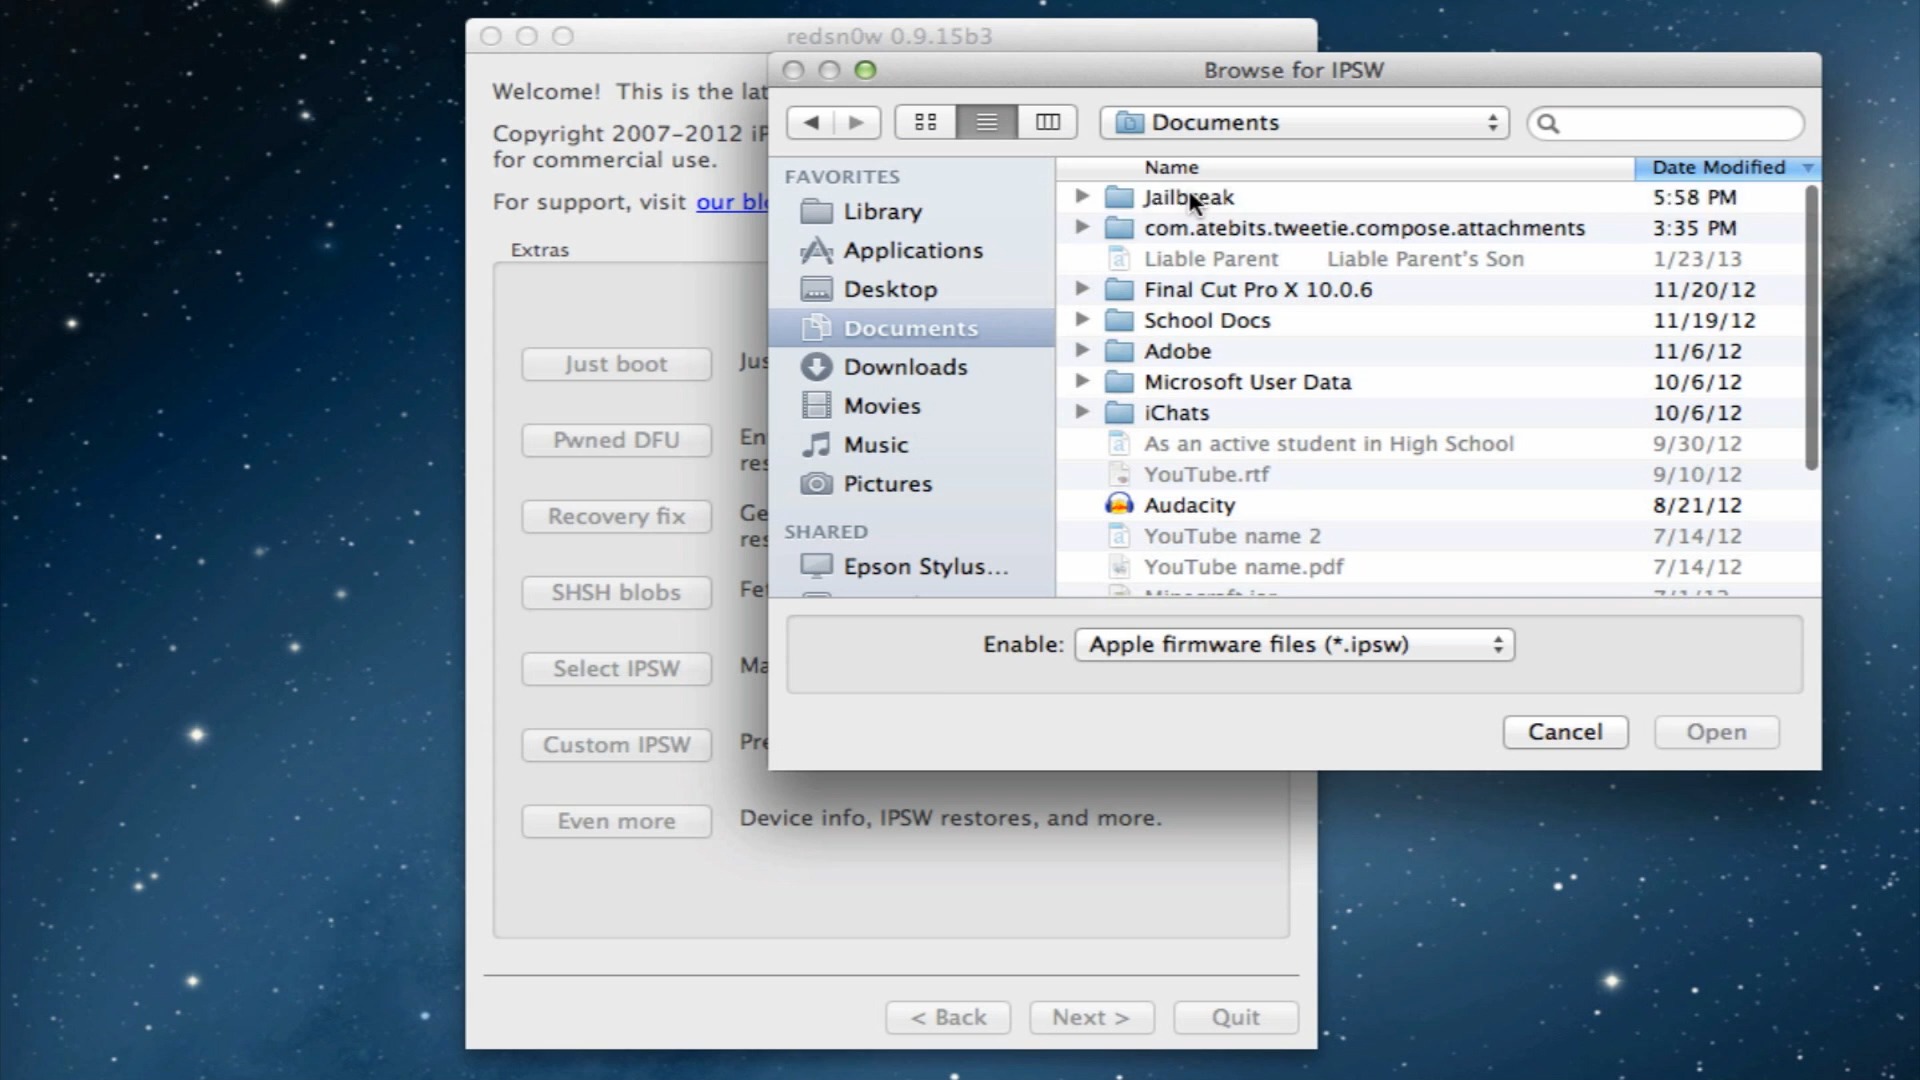 redsn0w 0.9.15b3
Welcome! This is the lat
Copyright 2007-2012 iP
for commercial use.
For support, visit our blo
Extras
Just boot Jus
Pwned DFU En
res
Recovery fix Ge
res
SHSH blobs Fet
Select IPSW Ma
Custom IPSW Pre
Even more Device info, IPSW restores, and more.
< Back Next > Quit
Browse for IPSW
Documents
FAVORITES
Library
Applications
Desktop
Documents
Downloads
Movies
Music
Pictures
SHARED
Epson Stylus...
Name Date Modified
Jailbreak 5:58 PM
com.atebits.tweetie.compose.attachments 3:35 PM
Liable Parent Liable Parent's Son 1/23/13
Final Cut Pro X 10.0.6 11/20/12
School Docs 11/19/12
Adobe 11/6/12
Microsoft User Data 10/6/12
iChats 10/6/12
As an active student in High School 9/30/12
YouTube.rtf 9/10/12
Audacity 8/21/12
YouTube name 2 7/14/12
YouTube name.pdf 7/14/12
Enable: Apple firmware files (*.ipsw)
Cancel Open